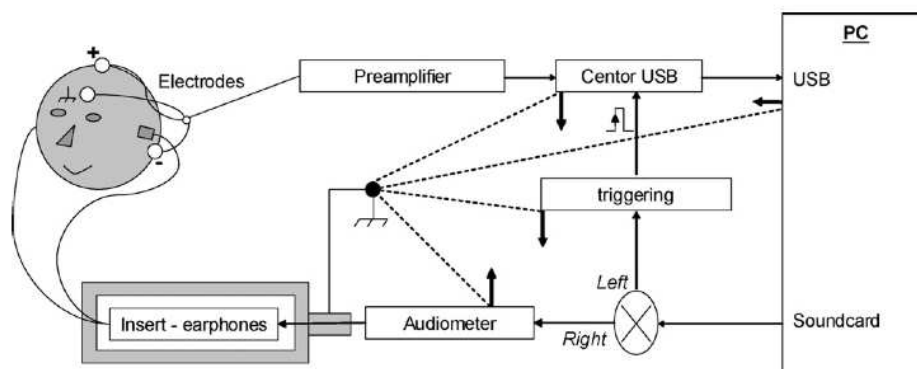 PC
+
Electrodes
Preamplifier
Centor USB
USB
-
triggering
Left
Insert - earphones
Audiometer
Right
Soundcard